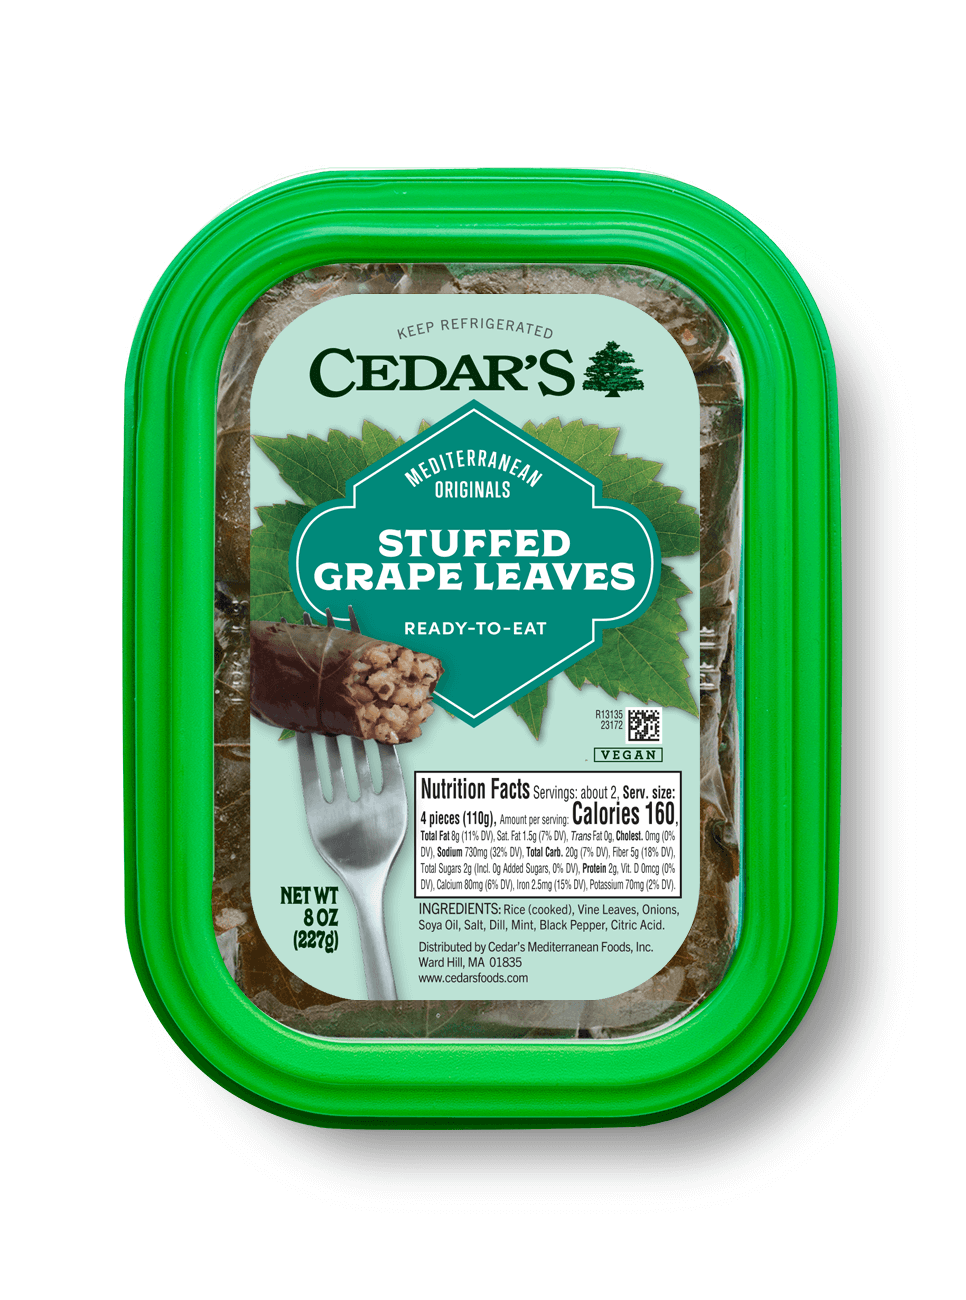 KEEP REFRIGERATED
CEDAR'S
MEDITERRANEAN
ORIGINALS
STUFFED
GRAPE LEAVES
READY-TO-EAT
R13135
23172
VEGAN
Nutrition Facts Servings: about 2, Serv. size:
4 pieces (110g), Amount per serving: Calories 160,
Total Fat 8g (11% DV), Sat. Fat 1.5g (7% DV), Trans Fat 0g, Cholest. 0mg (0%
DV), Sodium 730mg (32% DV), Total Carb. 20g (7% DV), Fiber 5g (18% DV),
Total Sugars 2g (Incl. 0g Added Sugars, 0% DV), Protein 2g, Vit. D 0mcg (0%
DV), Calcium 80mg (6% DV), Iron 2.5mg (15% DV), Potassium 70mg (2% DV).
NET WT
8 OZ
(227g)
INGREDIENTS: Rice (cooked), Vine Leaves, Onions,
Soya Oil, Salt, Dill, Mint, Black Pepper, Citric Acid.
Distributed by Cedar's Mediterranean Foods, Inc.
Ward Hill, MA 01835
www.cedarsfoods.com